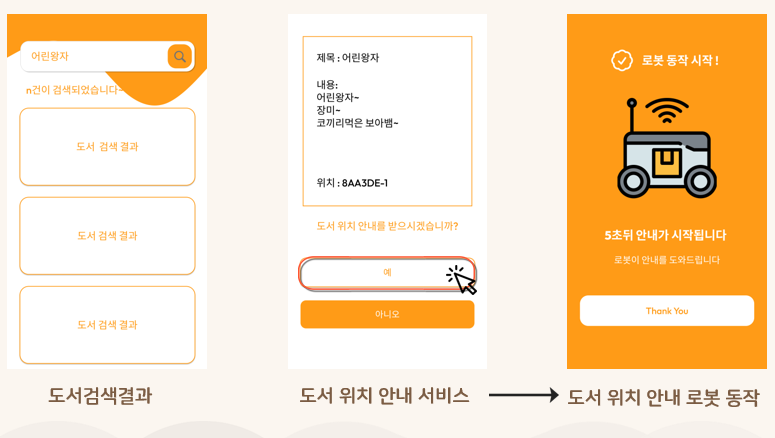 어린왕자
n건이 검색되었습니다~
도서 검색 결과
도서 검색 결과
도서 검색 결과
도서검색결과
제목 : 어린왕자
내용:
어린왕자~
장미~
코끼리먹은 보아뱀~
위치 : 8AA3DE-1
도서 위치 안내를 받으시겠습니까?
예
아니오
도서 위치 안내 서비스
로봇 동작 시작 !
5초뒤 안내가 시작됩니다
로봇이 안내를 도와드립니다
Thank You
도서 위치 안내 로봇 동작